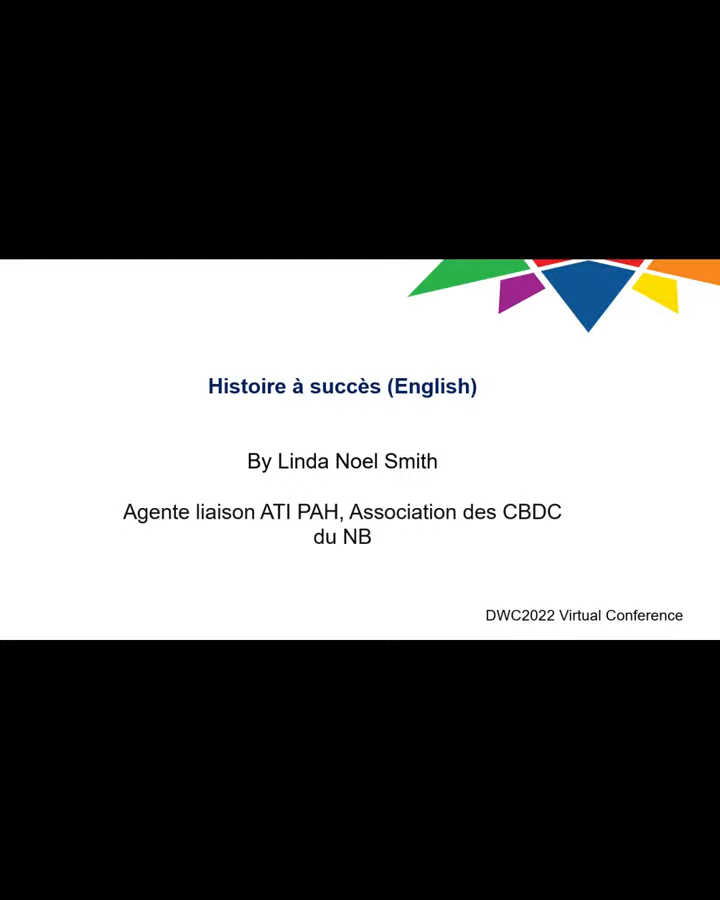 Histoire à succès (English)
By Linda Noel Smith
Agente liaison ATI PAH, Association des CBDC
du NB
DWC2022 Virtual Conference